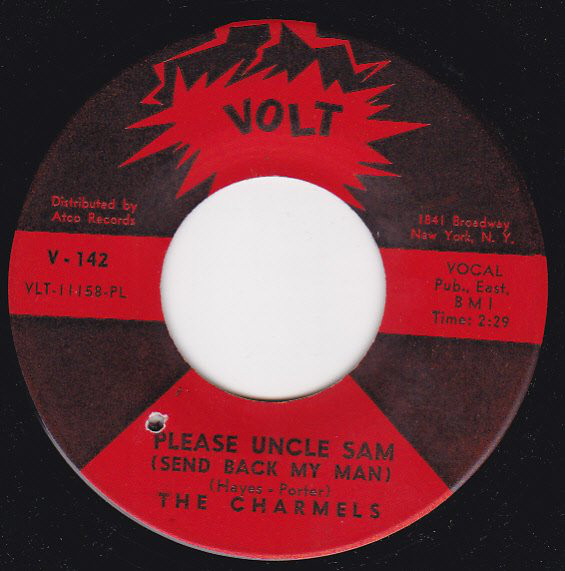 VOLT
Distributed by
Atco Records
1841 Broadway
New York, N. Y.
V - 142
VLT-11158-PL
VOCAL
Pub., East,
B M I
Time: 2:29
PLEASE UNCLE SAM
(SEND BACK MY MAN)
(Hayes - Porter)
THE CHARMELS